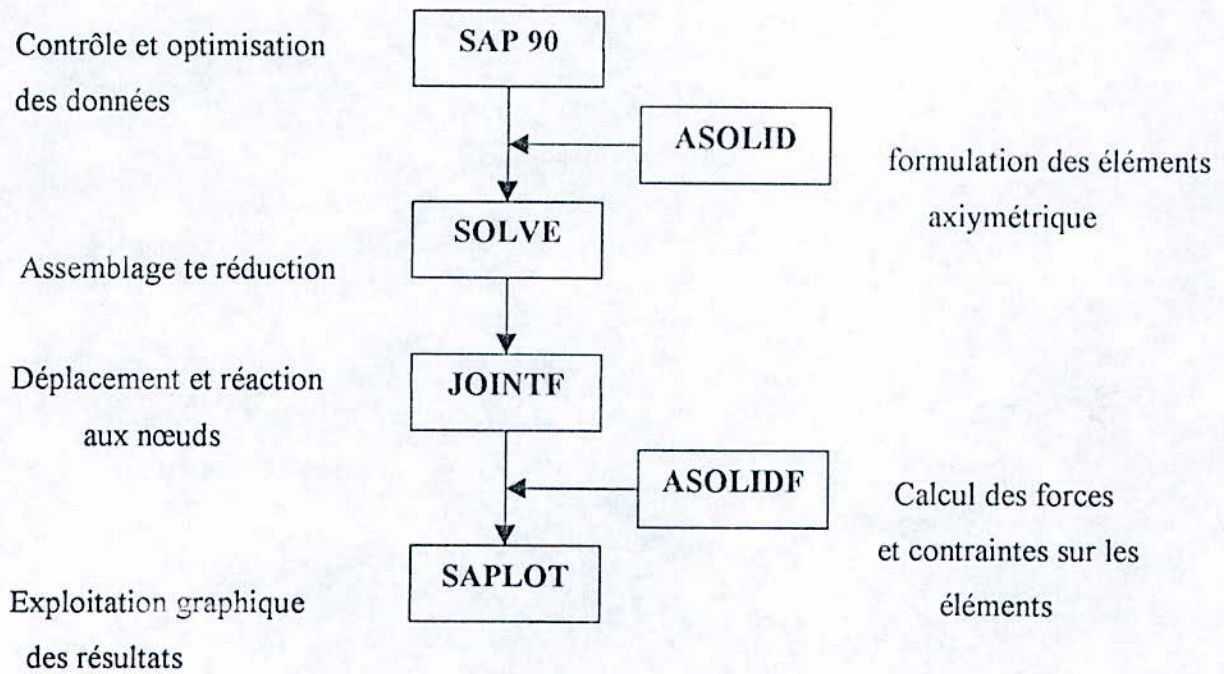 Contrôle et optimisation
des données
SAP 90
ASOLID
formulation des éléments
axiymétrique
SOLVE
Assemblage te réduction
JOINTF
Déplacement et réaction
aux nœuds
ASOLIDF
Calcul des forces
et contraintes sur les
éléments
SAPLOT
Exploitation graphique
des résultats